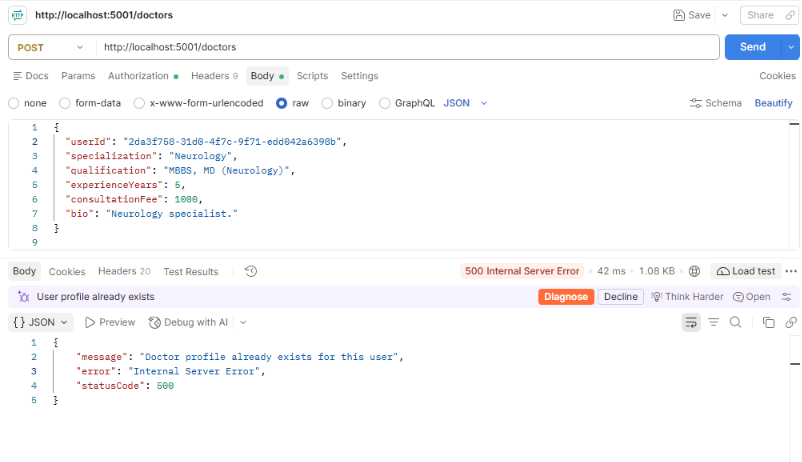 HTTP http://localhost:5001/doctors Save Share
POST http://localhost:5001/doctors Send
Docs Params Authorization Headers 9 Body Scripts Settings Cookies
none form-data x-www-form-urlencoded raw binary GraphQL JSON Schema Beautify
1 {
2 "userId": "2da3f758-31d0-4f7c-9f71-edd042a6398b",
3 "specialization": "Neurology",
4 "qualification": "MBBS, MD (Neurology)",
5 "experienceYears": 5,
6 "consultationFee": 1000,
7 "bio": "Neurology specialist."
8 }
9
Body Cookies Headers 20 Test Results 500 Internal Server Error • 42 ms • 1.08 KB • Load test
User profile already exists Diagnose Decline Think Harder Open
{} JSON Preview Debug with AI
1 {
2 "message": "Doctor profile already exists for this user",
3 "error": "Internal Server Error",
4 "statusCode": 500
5 }